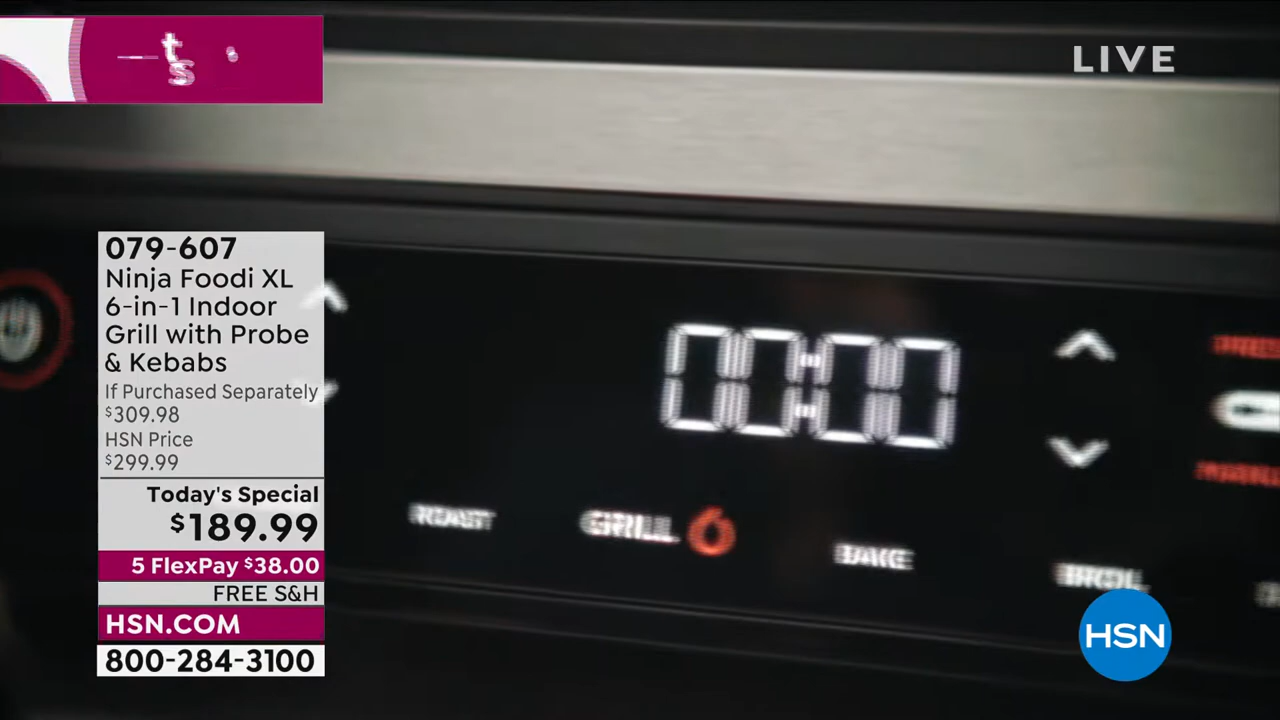 LIVE
079-607
Ninja Foodi XL
6-in-1 Indoor
Grill with Probe
& Kebabs
If Purchased Separately
$309.98
HSN Price
$299.99
Today's Special
$189.99
5 FlexPay $38.00
FREE S&H
HSN.COM
800-284-3100
00:00
ROAST
GRILL
BAKE
BROIL
HSN